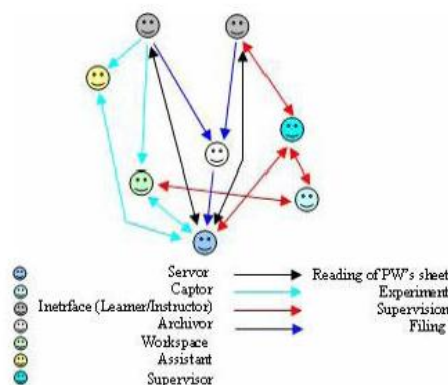 Servor
Captor
Inetrface (Learner/Instructor)
Archivor
Workspace
Assistant
Supervisor
Reading of PW's sheet
Experiment
Supervision
Filing